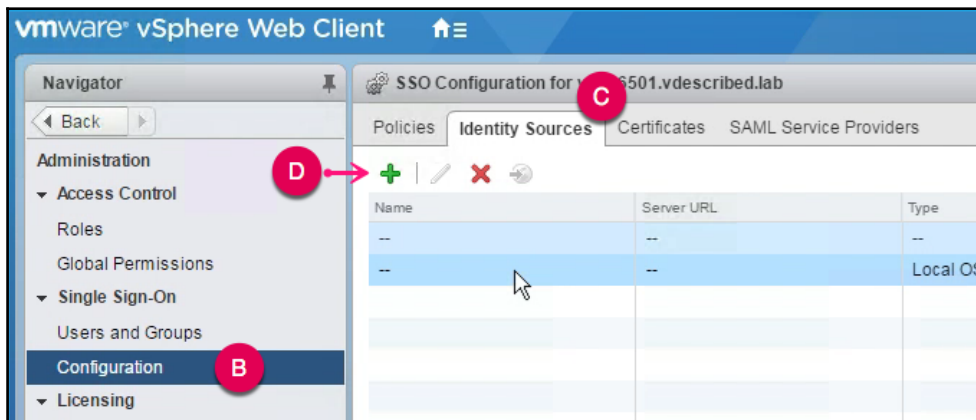 vmware® vSphere Web Client
Navigator
Back
Administration
Access Control
Roles
Global Permissions
Single Sign-On
Users and Groups
Configuration
B
Licensing
SSO Configuration for 6501.vdescribed.lab
C
Policies Identity Sources Certificates SAML Service Providers
D
Name Server URL Type
-- -- --
-- -- Local OS